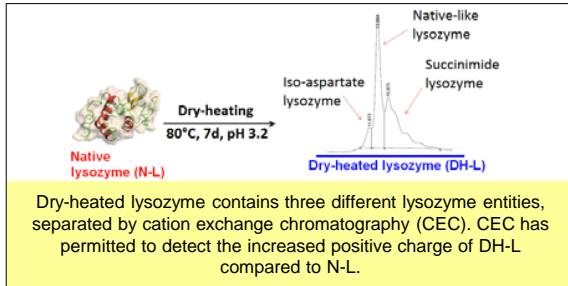 Native-like
lysozyme
Succinimide
lysozyme
Iso-aspartate
lysozyme
Dry-heating
80°C, 7d, pH 3.2
Native
lysozyme (N-L)
Dry-heated lysozyme (DH-L)
Dry-heated lysozyme contains three different lysozyme entities,
separated by cation exchange chromatography (CEC). CEC has
permitted to detect the increased positive charge of DH-L
compared to N-L.